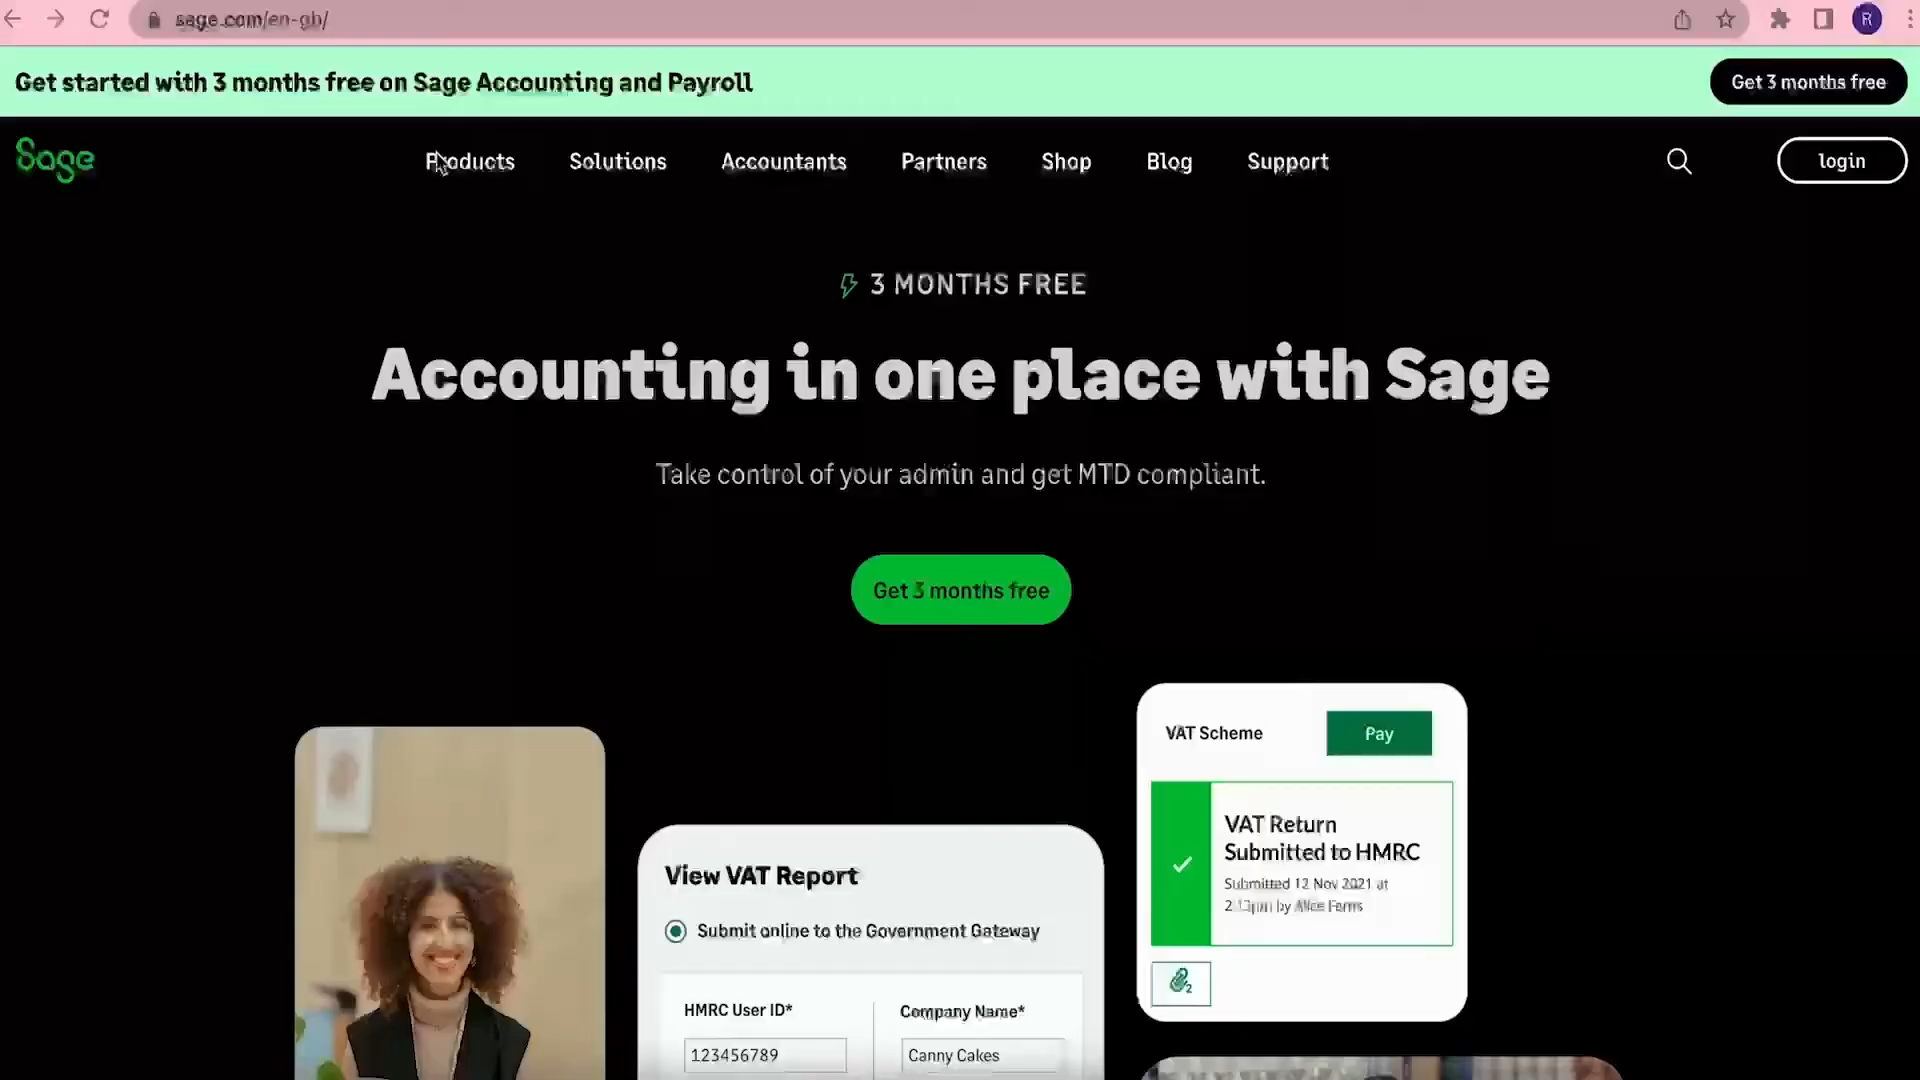 sage.com/en-gb/
R
Get started with 3 months free on Sage Accounting and Payroll
Get 3 months free
Sage
Products
Solutions
Accountants
Partners
Shop
Blog
Support
login
3 MONTHS FREE
Accounting in one place with Sage
Take control of your admin and get MTD compliant.
Get 3 months free
VAT Scheme
Pay
VAT Return
Submitted to HMRC
Submitted 12 Nov 2021 at
by Alice Farms
2
View VAT Report
Submit online to the Government Gateway
HMRC User ID*
Company Name*
123456789
Canny Cakes